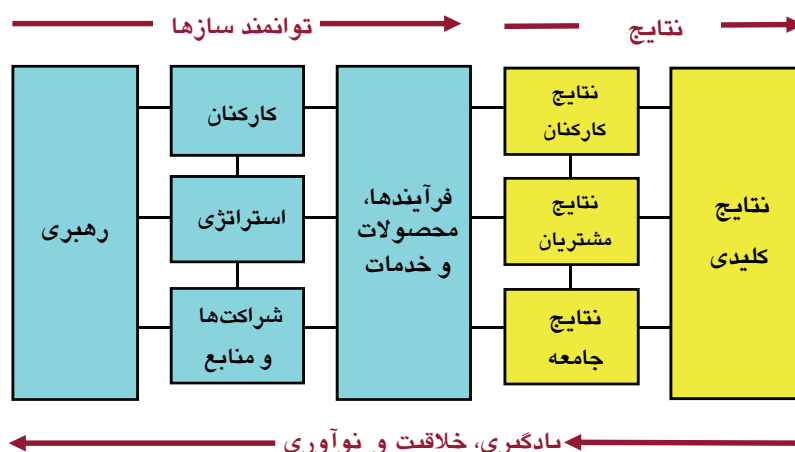 توانمند سازها
نتایج
رهبری
کارکنان
استراتژی
شراکت‌ها
و منابع
فرآیندها،
محصولات
و خدمات
نتایج
کارکنان
نتایج
مشتریان
نتایج
جامعه
نتایج
کلیدی
یادگیری، خلاقیت و نوآوری